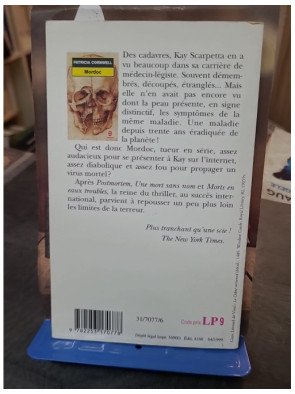 PATRICIA CORNWELL
Mordoc
Des cadavres, Kay Scarpetta en a
vu beaucoup dans sa carrière de
médecin-légiste. Souvent démem-
brés, découpés, étranglés... Mais
elle n'en avait pas encore vu
dont la peau présente, en signe
distinctif, les symptômes de la
même maladie. Une maladie
depuis trente ans éradiquée de
la planète !
Qui est donc Mordoc, tueur en série, assez
audacieux pour se présenter à Kay sur l'internet,
assez diabolique et assez fou pour propager un
virus mortel ?
Après Postmortem, Une mort sans nom et Morts en
eaux troubles, la reine du thriller, au succès inter-
national, parvient à repousser un peu plus loin
les limites de la terreur.
Plus tranchant qu'une scie !
The New York Times.
31/7077/6
Code prix LP 9